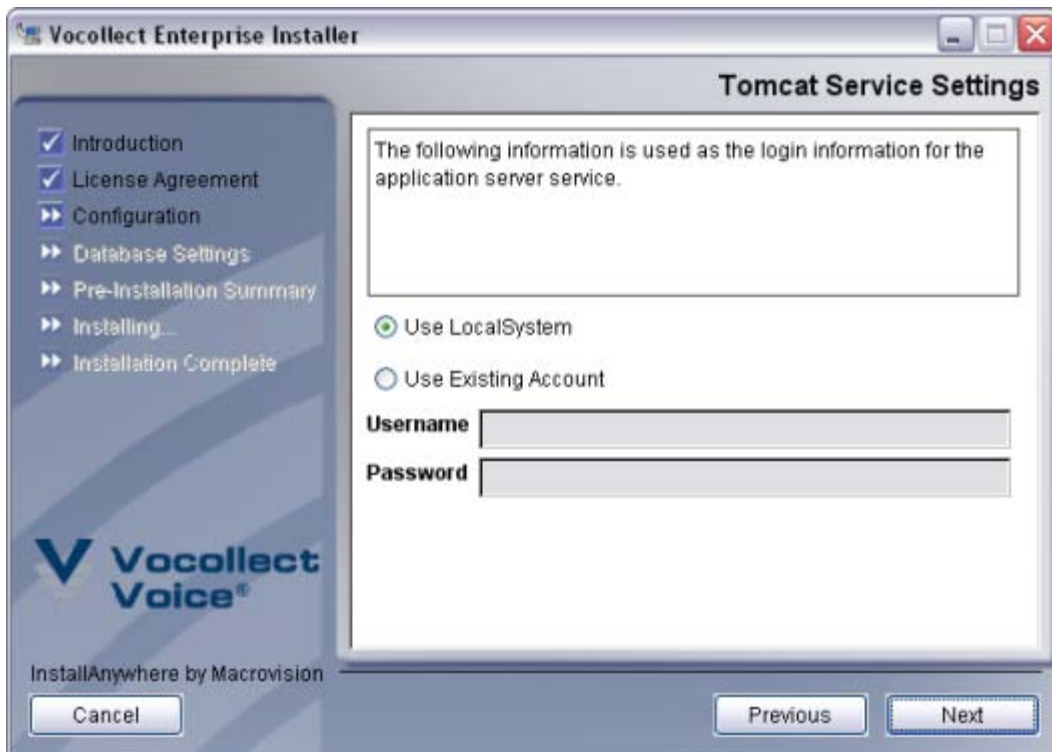 Vocollect Enterprise Installer
Tomcat Service Settings
Introduction
License Agreement
Configuration
Database Settings
Pre-Installation Summary
Installing...
Installation Complete
The following information is used as the login information for the
application server service.
Use LocalSystem
Use Existing Account
Username
Password
V Vocollect
Voice®
InstallAnywhere by Macrovision
Cancel
Previous
Next